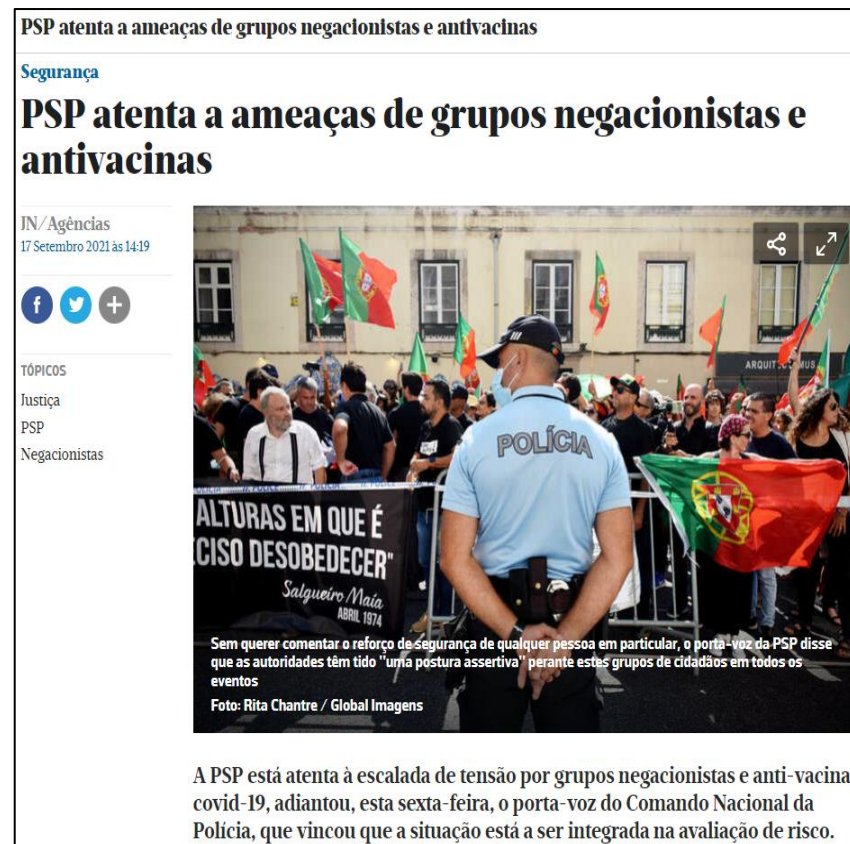 PSP atenta a ameaças de grupos negacionistas e antivacinas
Segurança
PSP atenta a ameaças de grupos negacionistas e
antivacinas
JN/Agências
17 Setembro 2021 às 14:19
TÓPICOS
Justiça
PSP
Negacionistas
POLÍCIA
ALTURAS EM QUE É
CISO DESOBEDECER"
Salgueiro Maia
ABRIL 1974
Sem querer comentar o reforço de segurança de qualquer pessoa em particular, o porta-voz da PSP disse
que as autoridades têm tido "uma postura assertiva" perante estes grupos de cidadãos em todos os
eventos
Foto: Rita Chantre / Global Imagens
A PSP está atenta à escalada de tensão por grupos negacionistas e anti-vacina
covid-19, adiantou, esta sexta-feira, o porta-voz do Comando Nacional da
Polícia, que vincou que a situação está a ser integrada na avaliação de risco.